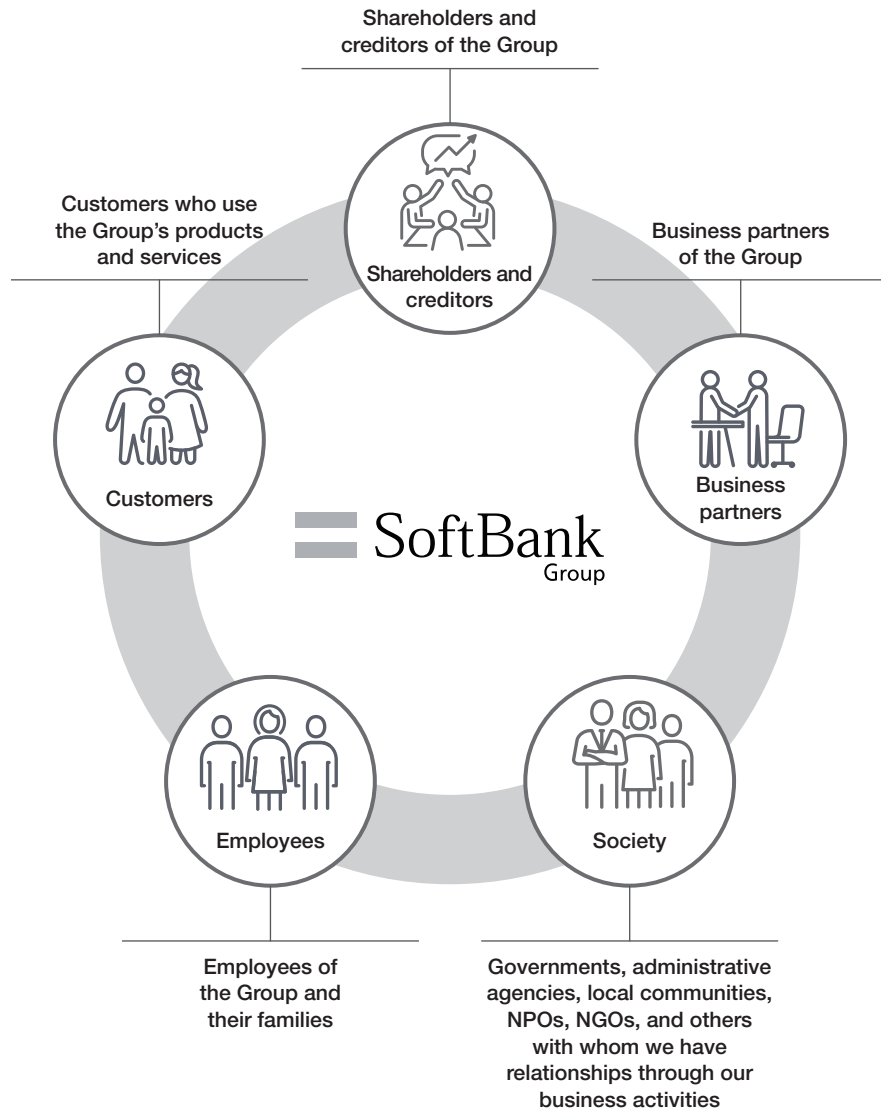 Shareholders and
creditors of the Group
Shareholders and
creditors
Customers who use
the Group's products
and services
Customers
Business partners
of the Group
Business
partners
SoftBank
Group
Employees
Employees of
the Group and
their families
Society
Governments, administrative
agencies, local communities,
NPOs, NGOs, and others
with whom we have
relationships through our
business activities